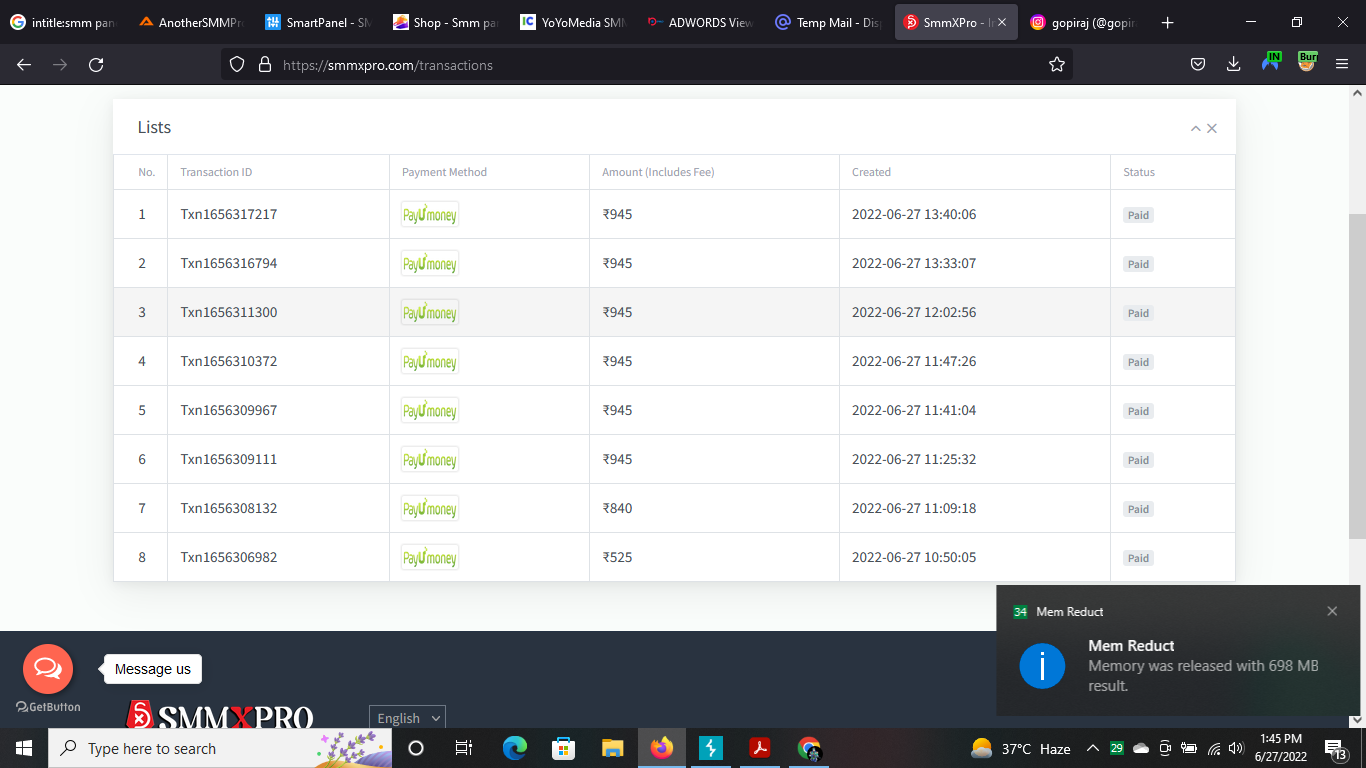 intitle:smm pan
AnotherSMMPro
SmartPanel - SM
Shop - Smm pa
YoYoMedia SMM
ADWORDS View
Temp Mail - Disp
SmmXPro - In
gopiraj (@gopir
https://smmxpro.com/transactions
IN
Bur
Lists
No. Transaction ID Payment Method Amount (Includes Fee) Created Status
1 Txn1656317217 PayUmoney ₹945 2022-06-27 13:40:06 Paid
2 Txn1656316794 PayUmoney ₹945 2022-06-27 13:33:07 Paid
3 Txn1656311300 PayUmoney ₹945 2022-06-27 12:02:56 Paid
4 Txn1656310372 PayUmoney ₹945 2022-06-27 11:47:26 Paid
5 Txn1656309967 PayUmoney ₹945 2022-06-27 11:41:04 Paid
6 Txn1656309111 PayUmoney ₹945 2022-06-27 11:25:32 Paid
7 Txn1656308132 PayUmoney ₹840 2022-06-27 11:09:18 Paid
8 Txn1656306982 PayUmoney ₹525 2022-06-27 10:50:05 Paid
34 Mem Reduct
Mem Reduct
Memory was released with 698 MB
result.
Message us
GetButton
SMMXPRO
English
Type here to search
37°C Haze
29
1:45 PM
6/27/2022
13